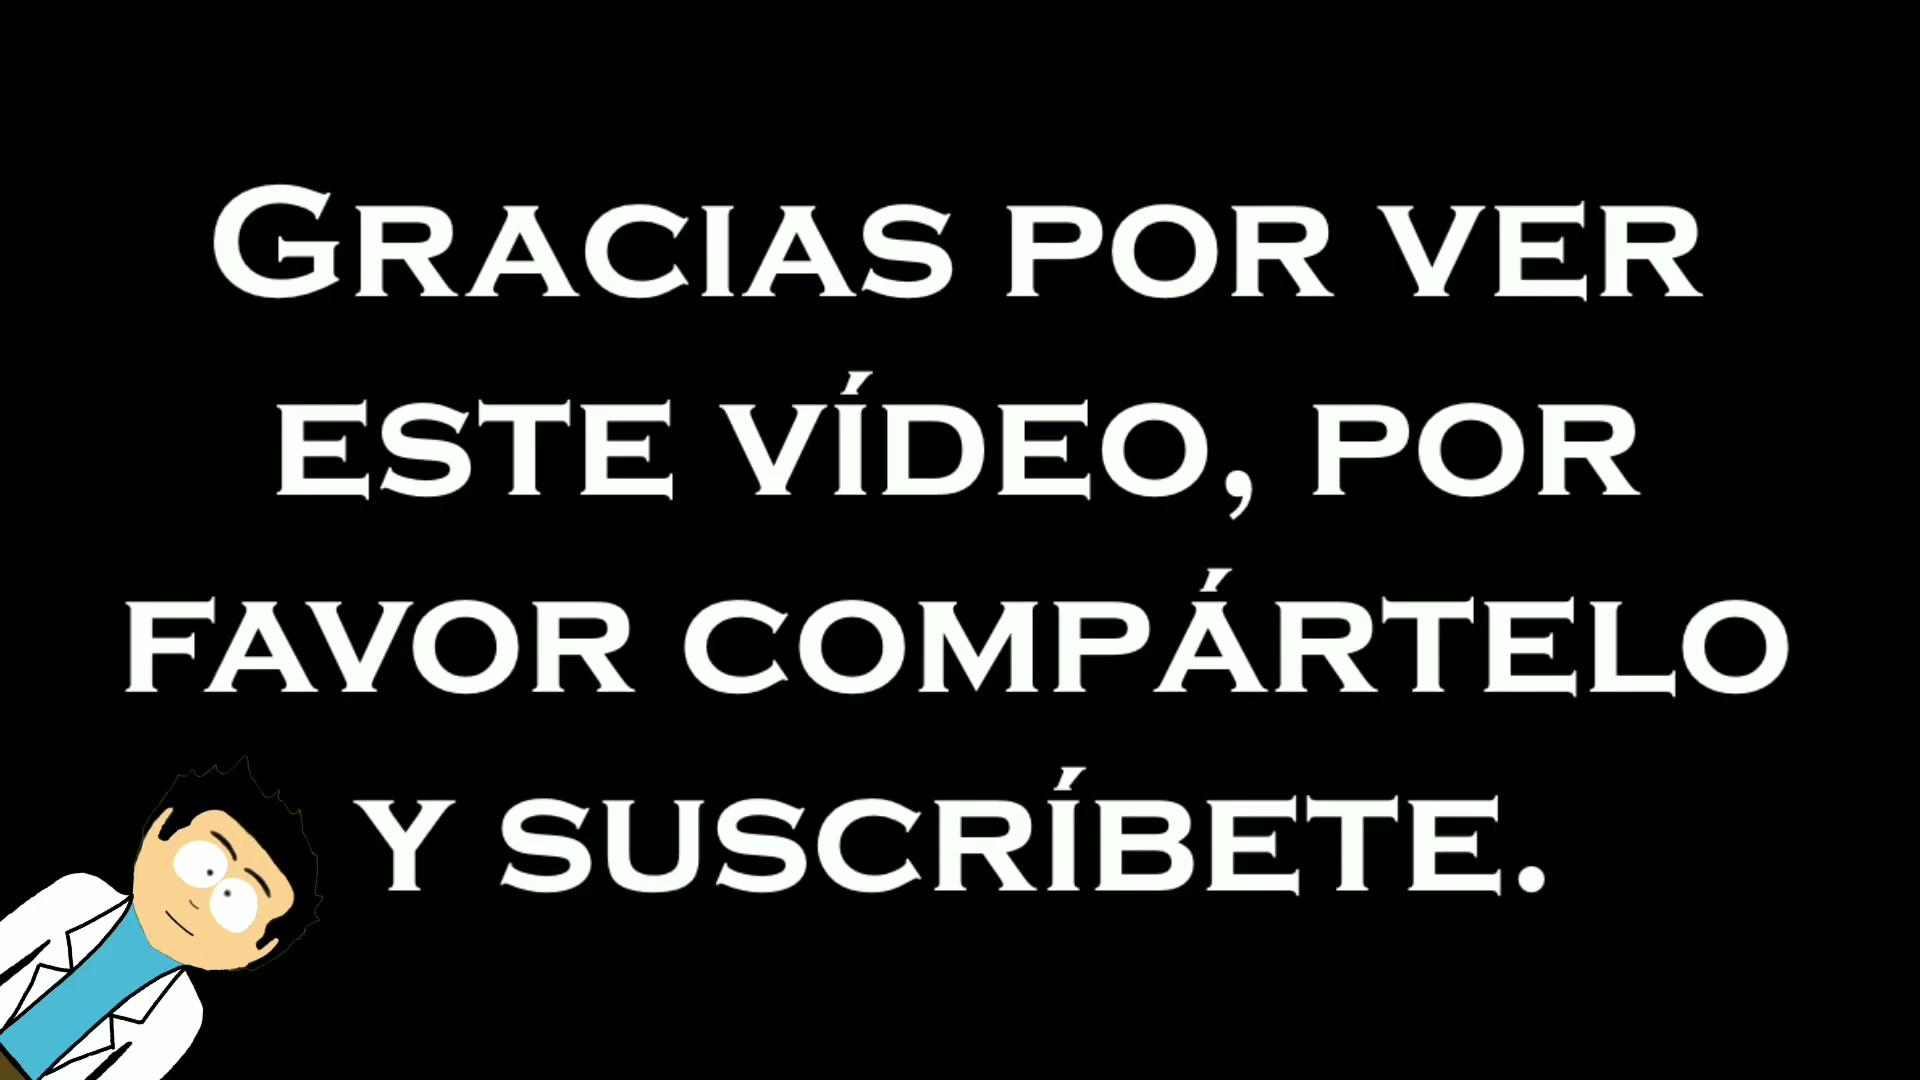 Gracias por ver
este vídeo, por
favor compártelo
y suscríbete.